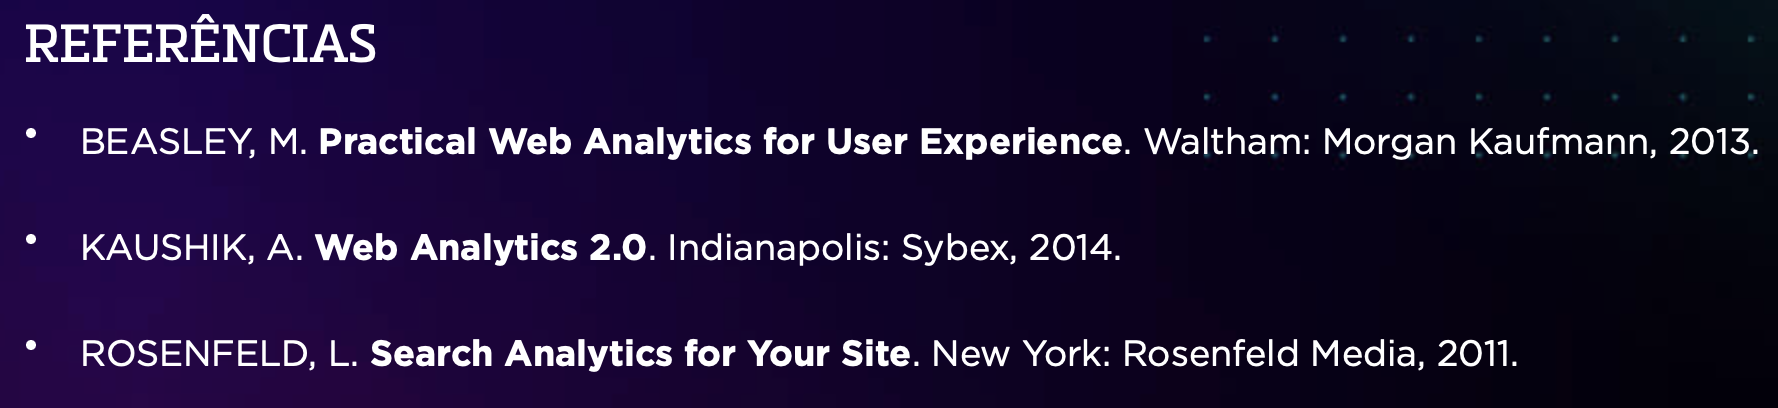 REFERÊNCIAS
• BEASLEY, M. Practical Web Analytics for User Experience. Waltham: Morgan Kaufmann, 2013.
• KAUSHIK, A. Web Analytics 2.0. Indianapolis: Sybex, 2014.
• ROSENFELD, L. Search Analytics for Your Site. New York: Rosenfeld Media, 2011.